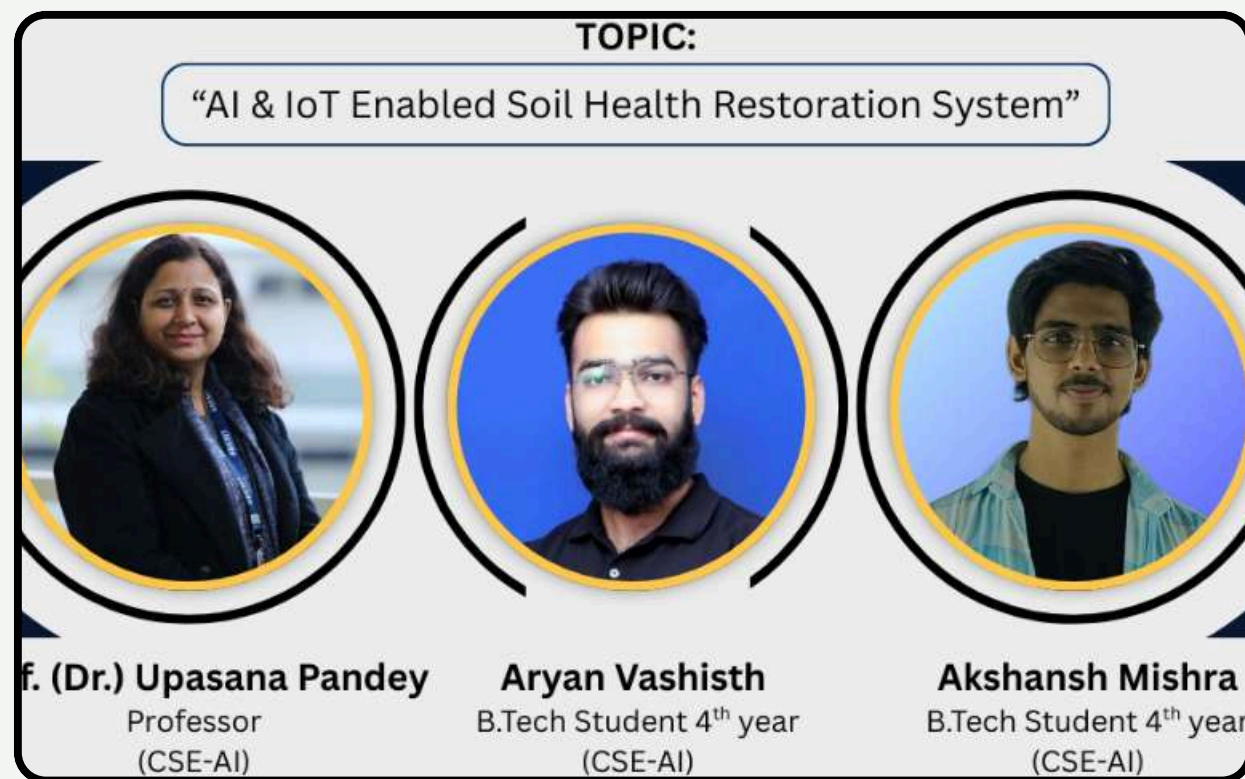 TOPIC:
“AI & IoT Enabled Soil Health Restoration System”
f. (Dr.) Upasana Pandey
Professor
(CSE-AI)
Aryan Vashisth
B.Tech Student 4th year
(CSE-AI)
Akshansh Mishra
B.Tech Student 4th year
(CSE-AI)